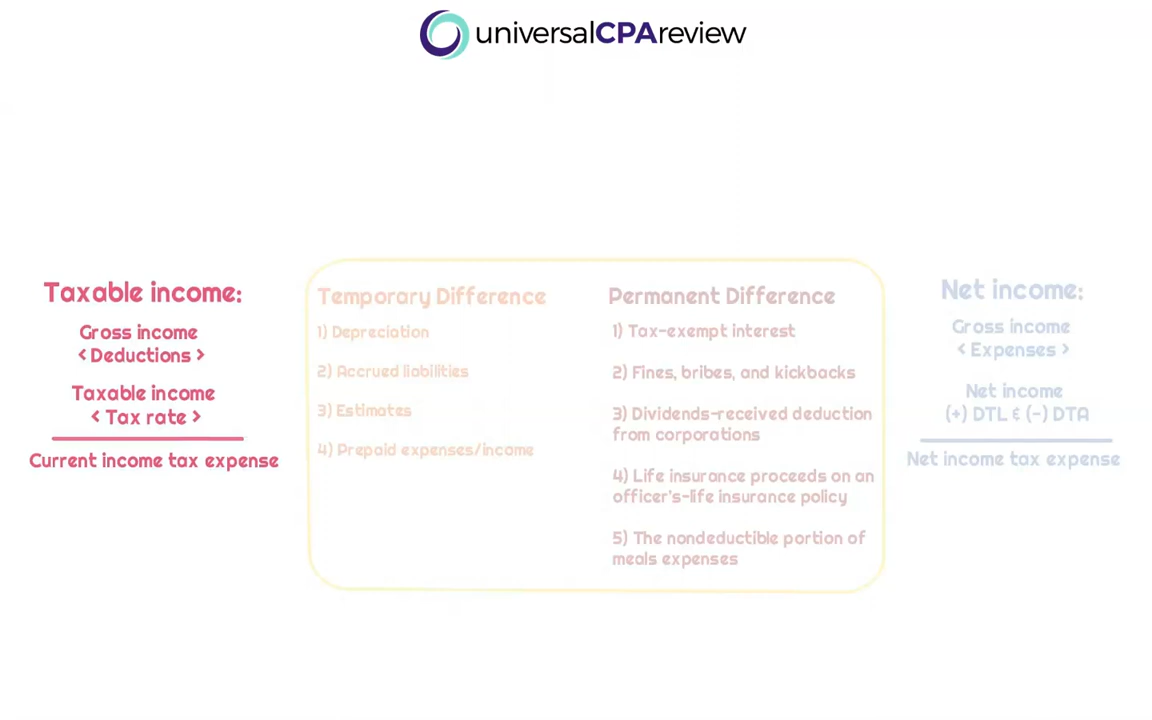 universalCPAreview
Taxable income:
Gross income
< Deductions >
Taxable income
< Tax rate >
Current income tax expense
Temporary Difference
1) Depreciation
2) Accrued liabilities
3) Estimates
4) Prepaid expenses/income
Permanent Difference
1) Tax-exempt interest
2) Fines, bribes, and kickbacks
3) Dividends-received deduction
from corporations
4) Life insurance proceeds on an
officer's-life insurance policy
5) The nondeductible portion of
meals expenses
Net income:
Gross income
< Expenses >
Net income
(+) DTL & (-) DTA
Net income tax expense